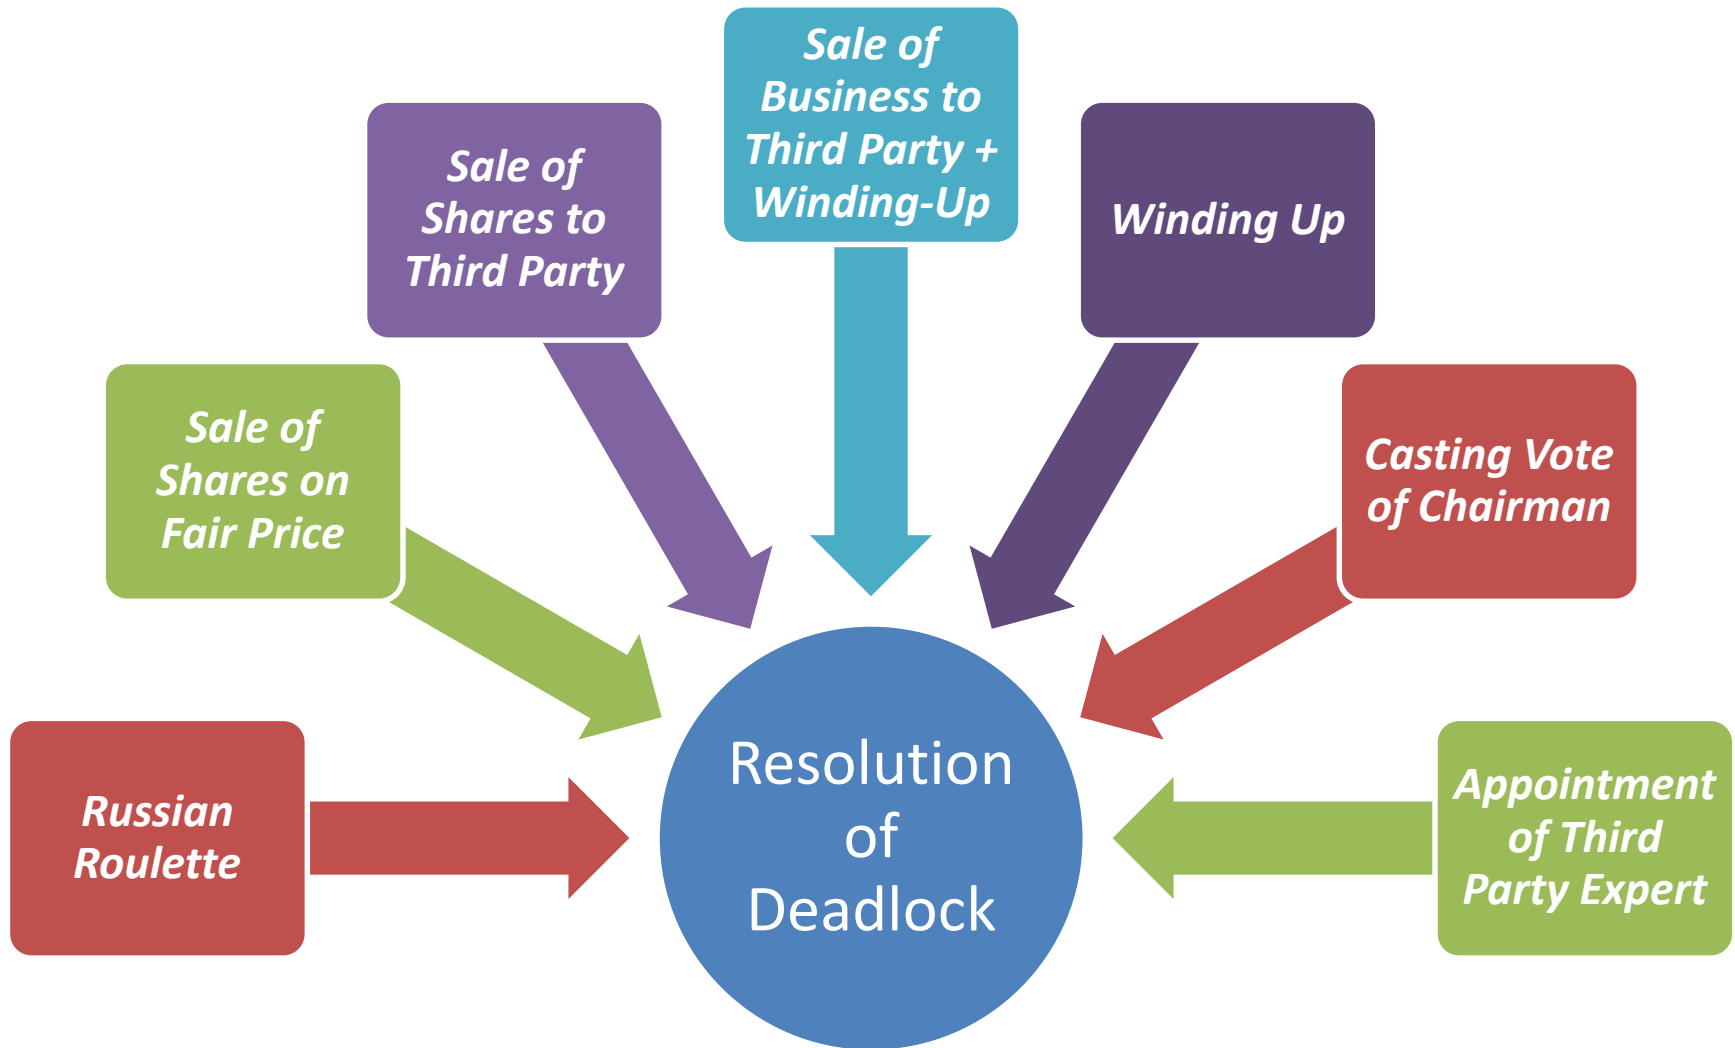 Sale of
Business to
Third Party +
Winding-Up
Sale of
Shares to
Third Party
Winding Up
Sale of
Shares on
Fair Price
Casting Vote
of Chairman
Russian
Roulette
Resolution
of
Deadlock
Appointment
of Third
Party Expert